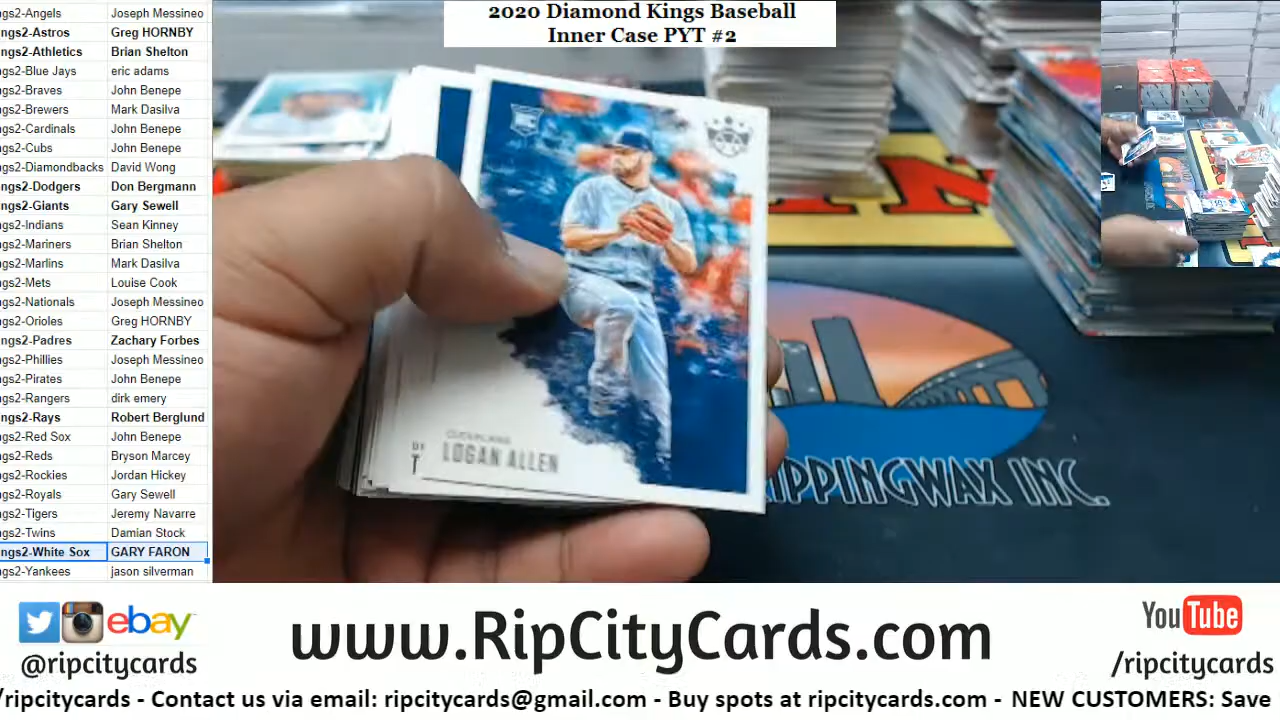 2020 Diamond Kings Baseball
Inner Case PYT #2
gs2-Angels Joseph Messineo
ngs2-Astros Greg HORNBY
ngs2-Athletics Brian Shelton
ngs2-Blue Jays eric adams
ngs2-Braves John Benepe
ngs2-Brewers Mark Dasilva
ngs2-Cardinals John Benepe
ngs2-Cubs John Benepe
ngs2-Diamondbacks David Wong
ngs2-Dodgers Don Bergmann
ngs2-Giants Gary Sewell
ngs2-Indians Sean Kinney
ngs2-Mariners Brian Shelton
ngs2-Marlins Mark Dasilva
ngs2-Mets Louise Cook
ngs2-Nationals Joseph Messineo
ngs2-Orioles Greg HORNBY
ngs2-Padres Zachary Forbes
ngs2-Phillies Joseph Messineo
ngs2-Pirates John Benepe
ngs2-Rangers dirk emery
ngs2-Rays Robert Berglund
ngs2-Red Sox John Benepe
ngs2-Reds Bryson Marcey
ngs2-Rockies Jordan Hickey
ngs2-Royals Gary Sewell
ngs2-Tigers Jeremy Navarre
ngs2-Twins Damian Stock
ngs2-White Sox GARY FARON
ngs2-Yankees jason silverman
RC
CLEVELAND
LOGAN ALLEN
RIPPINGWAX INC.
ebay
@ripcitycards
www.RipCityCards.com
YouTube
/ripcitycards
/ripcitycards - Contact us via email: ripcitycards@gmail.com - Buy spots at ripcitycards.com - NEW CUSTOMERS: Save